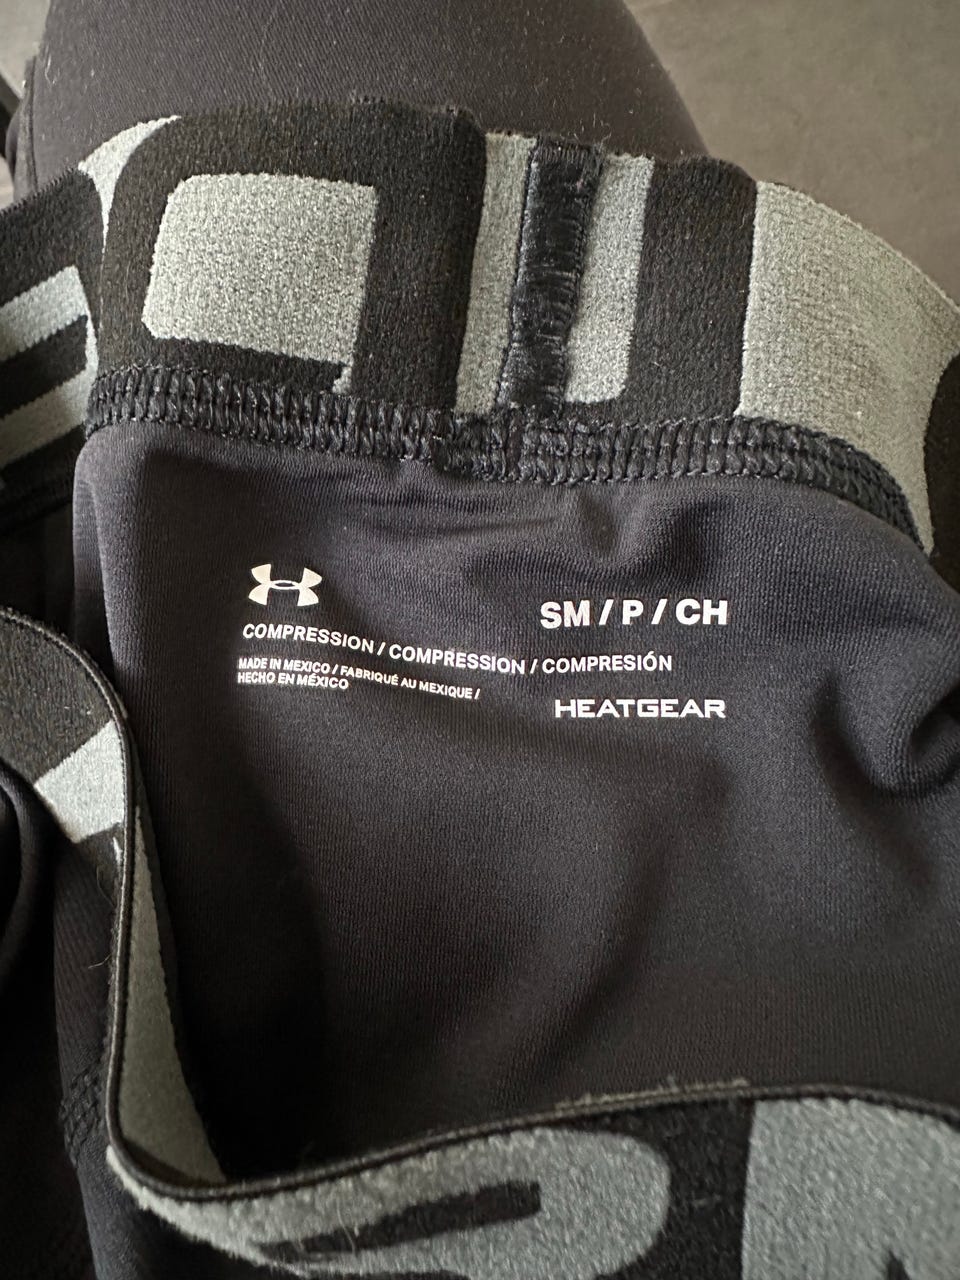 SM / P / CH
COMPRESSION / COMPRESSION / COMPRESIÓN
MADE IN MEXICO / FABRIQUÉ AU MEXIQUE /
HECHO EN MÉXICO
HEATGEAR